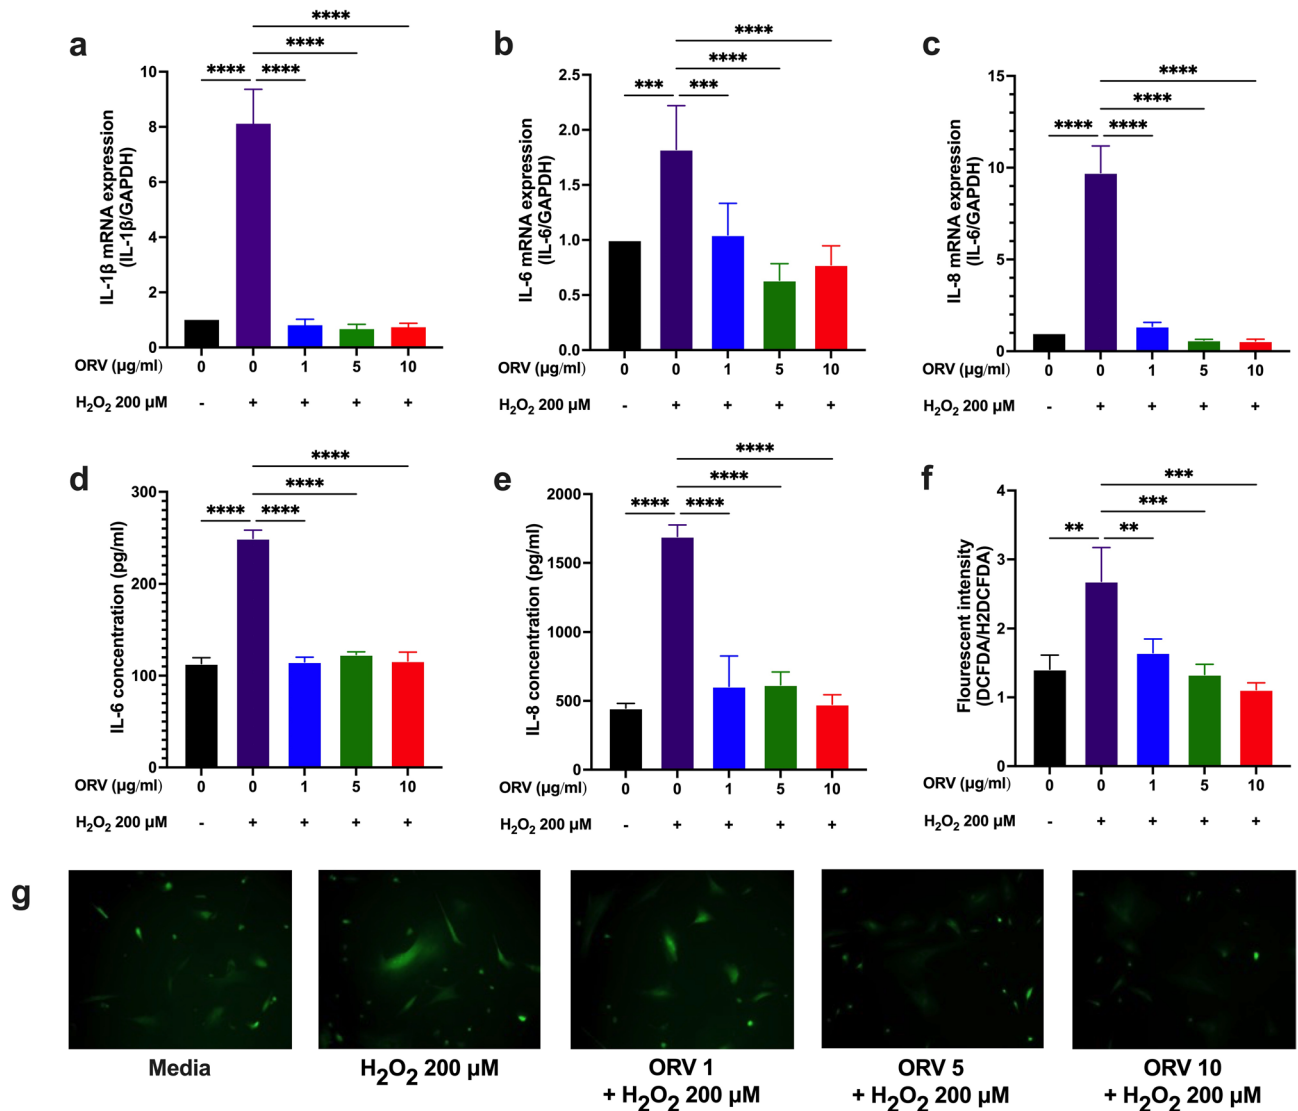 a
****
****
**** ****
IL-1β mRNA expression
(IL-1β/GAPDH)
10
8
6
4
2
0
ORV (µg/ml) 0 0 1 5 10
H₂O₂ 200 µM - + + + +
b
****
****
*** ***
IL-6 mRNA expression
(IL-6/GAPDH)
2.5
2.0
1.5
1.0
0.5
0.0
ORV (µg/ml) 0 0 1 5 10
H₂O₂ 200 µM - + + + +
c
****
****
**** ****
IL-8 mRNA expression
(IL-6/GAPDH)
15
10
5
0
ORV (µg/ml) 0 0 1 5 10
H₂O₂ 200 µM - + + + +
d
****
****
**** ****
IL-6 concentration (pg/ml)
300
200
100
0
ORV (µg/ml) 0 0 1 5 10
H₂O₂ 200 µM - + + + +
e
****
****
**** ****
IL-8 concentration (pg/ml)
2000
1500
1000
500
0
ORV (µg/ml) 0 0 1 5 10
H₂O₂ 200 µM - + + + +
f
***
***
** **
Flourescent intensity
(DCFDA/H2DCFDA)
4
3
2
1
0
ORV (µg/ml) 0 0 1 5 10
H₂O₂ 200 µM - + + + +
g
Media
H₂O₂ 200 µM
ORV 1
+ H₂O₂ 200 µM
ORV 5
+ H₂O₂ 200 µM
ORV 10
+ H₂O₂ 200 µM